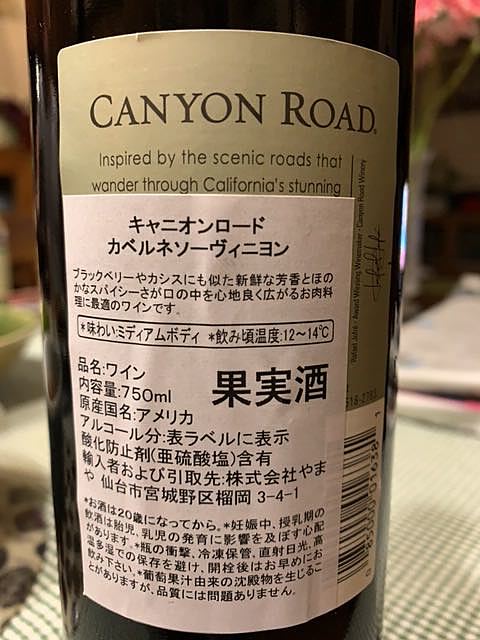 CANYON ROAD®
Inspired by the scenic roads that
wander through California's stunning
キャニオンロード
カベルネソーヴィニヨン
ブラックベリーやカシスにも似た新鮮な芳香とほの
かなスパイシーさが口の中を心地良く広がるお肉料
理に最適のワインです。
*味わい:ミディアムボディ *飲み頃温度:12〜14℃
品名:ワイン
内容量:750ml
果実酒
原産国名:アメリカ
アルコール分:表ラベルに表示
酸化防止剤(亜硫酸塩)含有
輸入者および引取先:株式会社やま
や 仙台市宮城野区榴岡 3-4-1
*お酒は20歳になってから。*妊娠中、授乳期の
飲酒は胎児、乳児の発育に影響を及ぼす心配
があります。*瓶の衝撃、冷凍保管、直射日光、高
温多湿での保存を避け、開栓後はお早めにお
飲み下さい。*葡萄果汁由来の沈殿物を生じるこ
とがありますが、品質には問題ありません。
Award Winning Winemaker · Canyon Road Winery